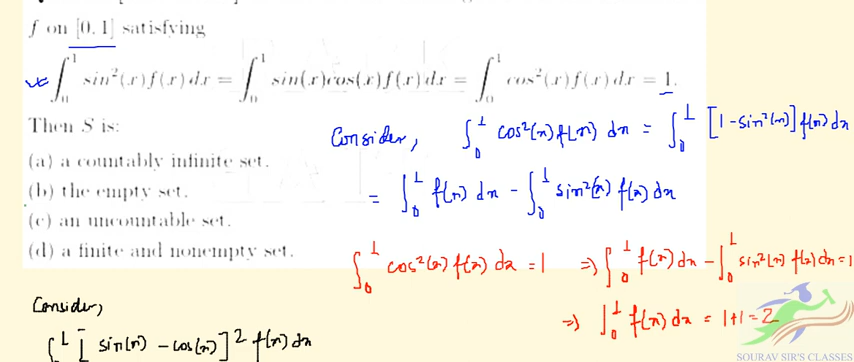 f on [0, 1] satisfying
∫₀¹ sin²(x)f(x)dx = ∫₀¹ sin(x)cos(x)f(x)dx = ∫₀¹ cos²(x)f(x)dx = 1.
Then S is:
(a) a countably infinite set.
(b) the empty set.
(c) an uncountable set.
(d) a finite and nonempty set.
Consider, ∫₀¹ cos²(x)f(x) dx = ∫₀¹ [1-sin²(x)] f(x) dx
= ∫₀¹ f(x) dx - ∫₀¹ sin²(x) f(x) dx
∫₀¹ cos²(x) f(x) dx = 1 ⇒ ∫₀¹ f(x) dx - ∫₀¹ sin²(x) f(x) dx = 1
⇒ ∫₀¹ f(x) dx = 1+1 = 2
Consider,
∫₀¹ [sin(x) - cos(x)]² f(x) dx
SOURAV SIR'S CLASSES